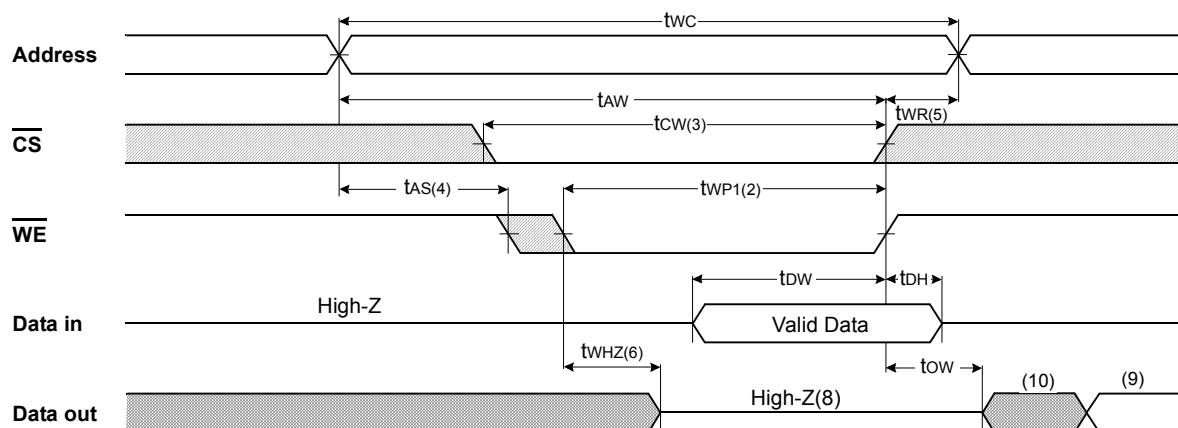 tWC
Address
tAW
tWR(5)
tCW(3)
CS
tAS(4)
tWP1(2)
WE
tDW
tDH
High-Z
Data in
Valid Data
tWHZ(6)
tOW
(10)
(9)
High-Z(8)
Data out